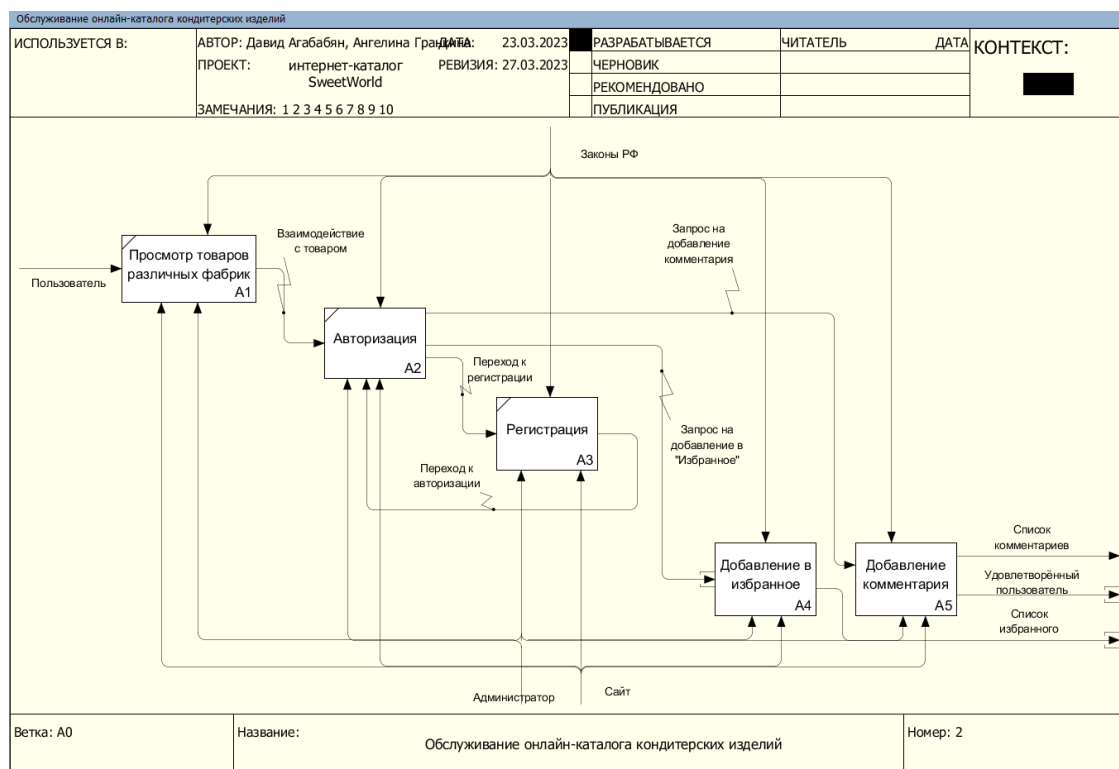 Обслуживание онлайн-каталога кондитерских изделий
ИСПОЛЬЗУЕТСЯ В:
АВТОР: Давид Агабабян, Ангелина
ДАТА: 23.03.2023
ПРОЕКТ: интернет-каталог
SweetWorld
РЕВИЗИЯ: 27.03.2023
ЗАМЕЧАНИЯ: 1 2 3 4 5 6 7 8 9 10
РАЗРАБАТЫВАЕТСЯ
ЧЕРНОВИК
РЕКОМЕНДОВАНО
ПУБЛИКАЦИЯ
ЧИТАТЕЛЬ
ДАТА
КОНТЕКСТ:
Законы РФ
Пользователь
Просмотр товаров
различных фабрик
A1
Взаимодействие
с товаром
Запрос на
добавление
комментария
Авторизация
A2
Переход к
регистрации
Регистрация
A3
Переход к
авторизации
Запрос на
добавление в
"Избранное"
Добавление в
избранное
A4
Добавление
комментария
A5
Список
комментариев
Удовлетворённый
пользователь
Список
избранного
Администратор
Сайт
Ветка: A0
Название:
Обслуживание онлайн-каталога кондитерских изделий
Номер: 2